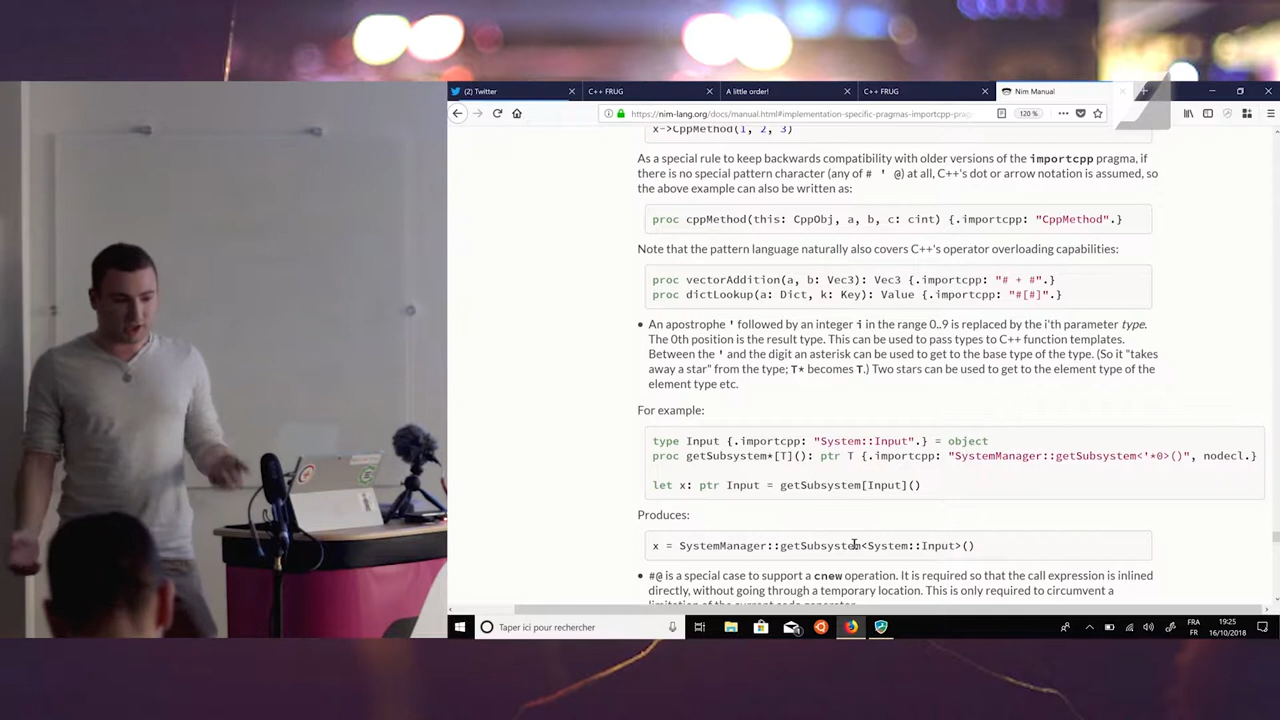 (2) Twitter
C++ FRUG
A little order!
C++ FRUG
Nim Manual
https://nim-lang.org/docs/manual.html#implementation-specific-pragmas-importcpp-prag
120 %
x->CppMethod(1, 2, 3)
As a special rule to keep backwards compatibility with older versions of the importcpp pragma, if
there is no special pattern character (any of # ' @) at all, C++'s dot or arrow notation is assumed, so
the above example can also be written as:
proc cppMethod(this: CppObj, a, b, c: cint) {.importcpp: "CppMethod".}
Note that the pattern language naturally also covers C++'s operator overloading capabilities:
proc vectorAddition(a, b: Vec3): Vec3 {.importcpp: "# + #".}
proc dictLookup(a: Dict, k: Key): Value {.importcpp: "#[#]".}
• An apostrophe ' followed by an integer i in the range 0..9 is replaced by the i'th parameter type.
The 0th position is the result type. This can be used to pass types to C++ function templates.
Between the ' and the digit an asterisk can be used to get to the base type of the type. (So it "takes
away a star" from the type; T* becomes T.) Two stars can be used to get to the element type of the
element type etc.
For example:
type Input {.importcpp: "System::Input".} = object
proc getSubsystem*[T](): ptr T {.importcpp: "SystemManager::getSubsystem<'*0>()", nodecl.}
let x: ptr Input = getSubsystem[Input]()
Produces:
x = SystemManager::getSubsystem<System::Input>()
• #@ is a special case to support a cnew operation. It is required so that the call expression is inlined
directly, without going through a temporary location. This is only required to circumvent a
limitation of the current code generator.
Taper ici pour rechercher
FRA
FR
19:25
16/10/2018